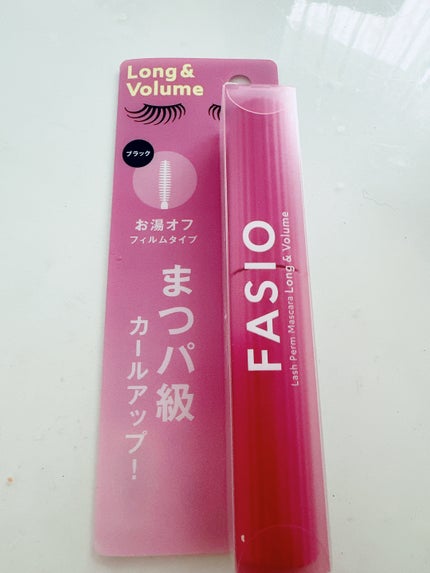 Long &
Volume
ブラック
お湯オフ
フィルムタイプ
まつパ級
カールアップ!
FASIO
Lash Perm Mascara Long & Volume